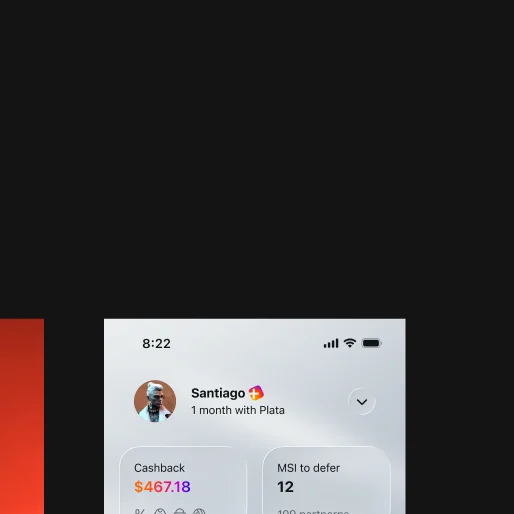 8:22
Santiago
1 month with Plata
Cashback
MSI to defer
$467.18
12